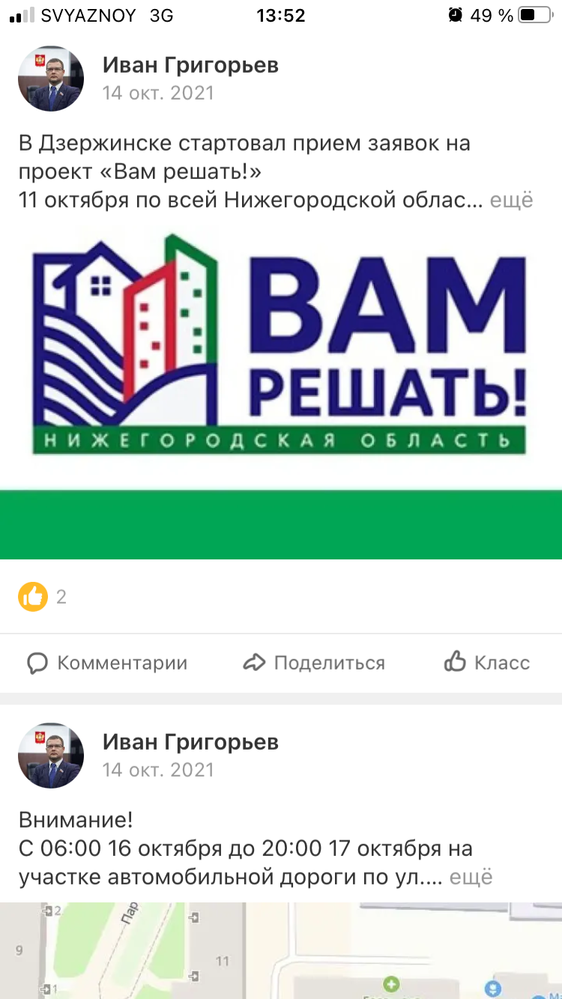 SVYAZNOY 3G 13:52 49 %
Иван Григорьев
14 окт. 2021
В Дзержинске стартовал прием заявок на
проект «Вам решать!»
11 октября по всей Нижегородской облас... ещё
ВАМ
РЕШАТЬ!
НИЖЕГОРОДСКАЯ ОБЛАСТЬ
2
Комментарии Поделиться Класс
Иван Григорьев
14 окт. 2021
Внимание!
С 06:00 16 октября до 20:00 17 октября на
участке автомобильной дороги по ул.... ещё
2
Пар
9
11
1